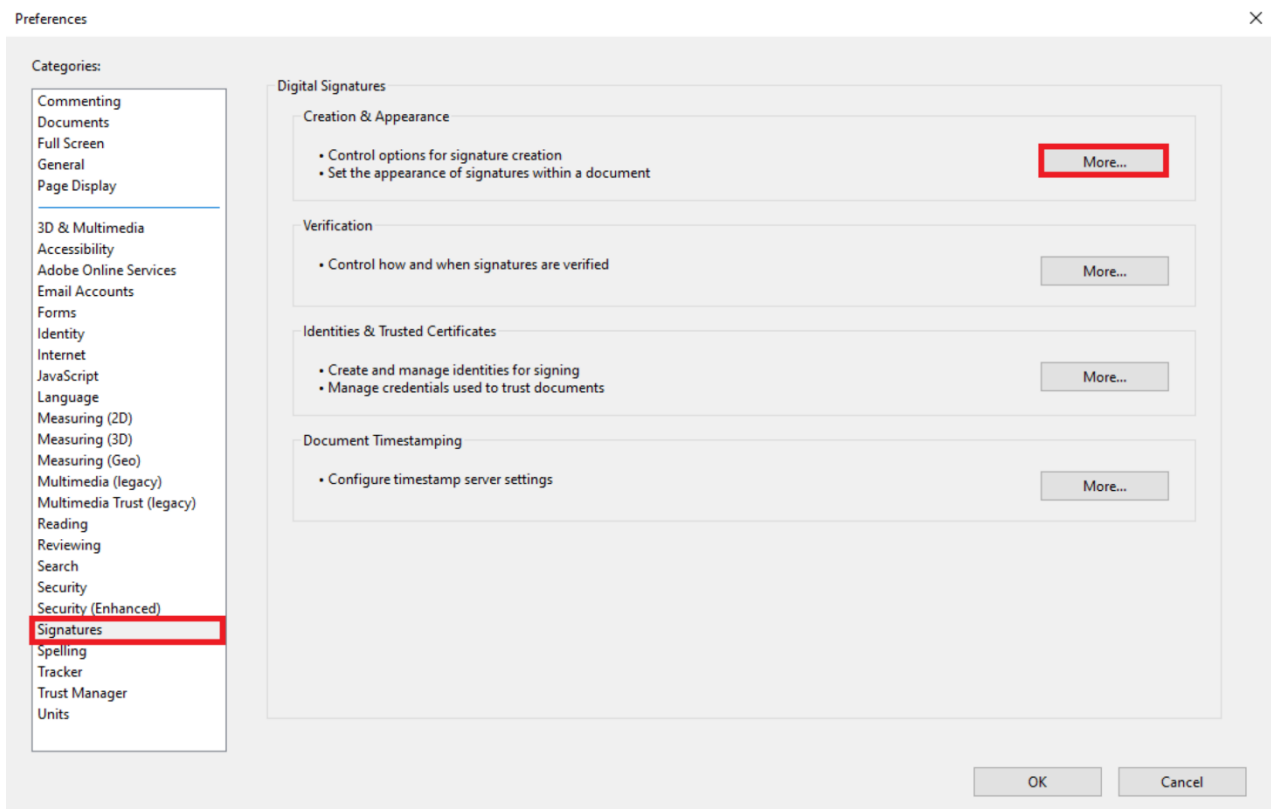 Preferences
Categories:
Commenting
Documents
Full Screen
General
Page Display
3D & Multimedia
Accessibility
Adobe Online Services
Email Accounts
Forms
Identity
Internet
JavaScript
Language
Measuring (2D)
Measuring (3D)
Measuring (Geo)
Multimedia (legacy)
Multimedia Trust (legacy)
Reading
Reviewing
Search
Security
Security (Enhanced)
Signatures
Spelling
Tracker
Trust Manager
Units
Digital Signatures
Creation & Appearance
• Control options for signature creation
• Set the appearance of signatures within a document
More...
Verification
• Control how and when signatures are verified
More...
Identities & Trusted Certificates
• Create and manage identities for signing
• Manage credentials used to trust documents
More...
Document Timestamping
• Configure timestamp server settings
More...
OK
Cancel